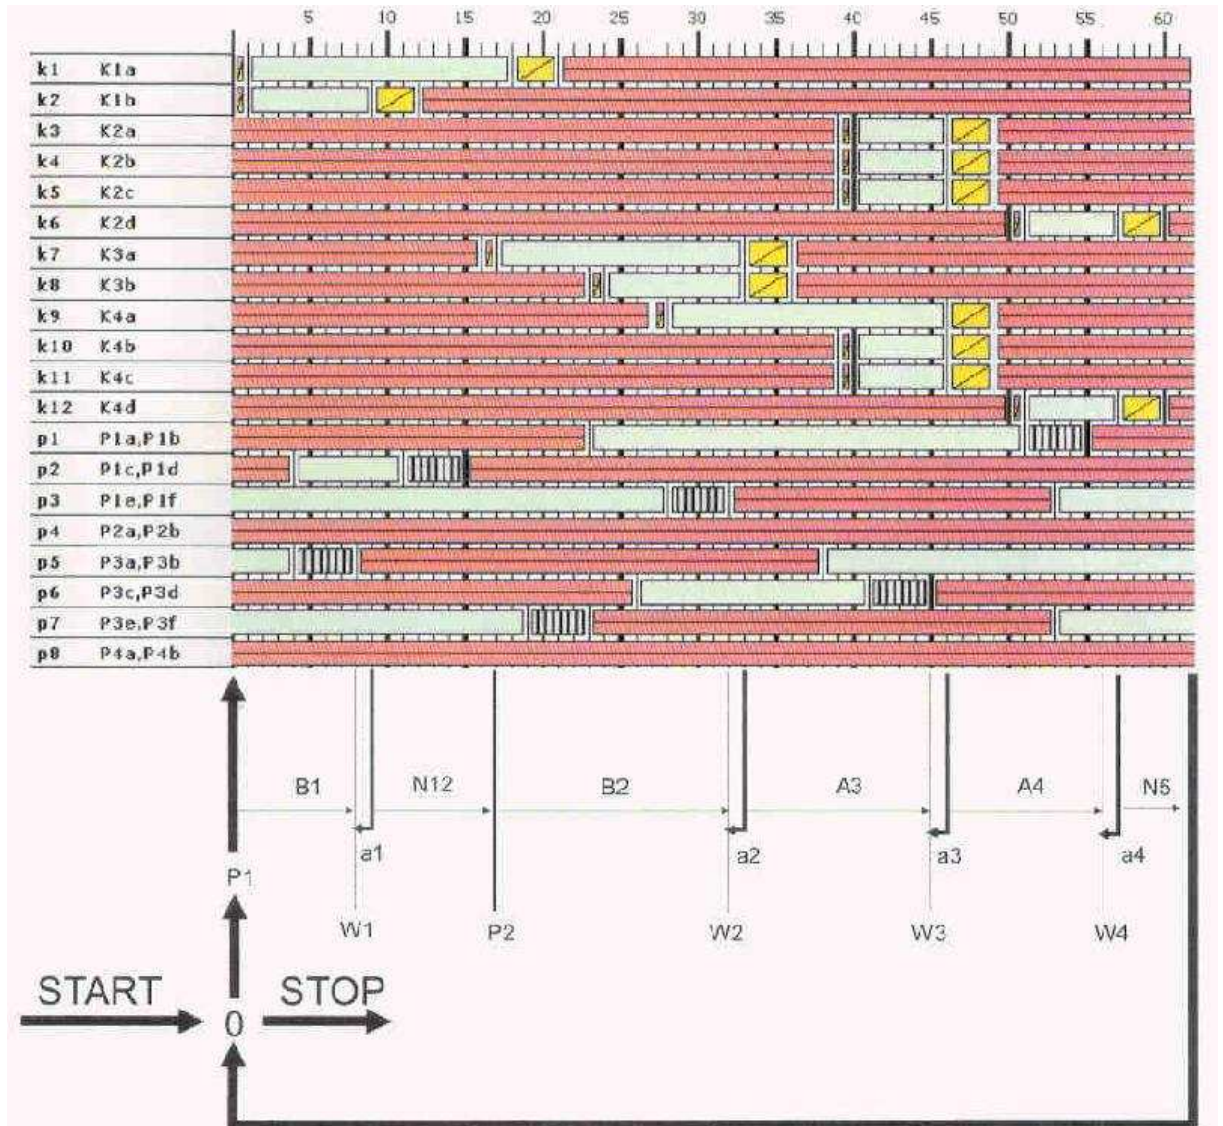 5 10 15 20 25 30 35 40 45 50 55 60
k1 K1a
k2 K1b
k3 K2a
k4 K2b
k5 K2c
k6 K2d
k7 K3a
k8 K3b
k9 K4a
k10 K4b
k11 K4c
k12 K4d
p1 P1a,P1b
p2 P1c,P1d
p3 P1e,P1f
p4 P2a,P2b
p5 P3a,P3b
p6 P3c,P3d
p7 P3e,P3f
p8 P4a,P4b
B1 N12 B2 A3 A4 N5
a1 a2 a3 a4
P1
W1 P2 W2 W3 W4
START STOP
0